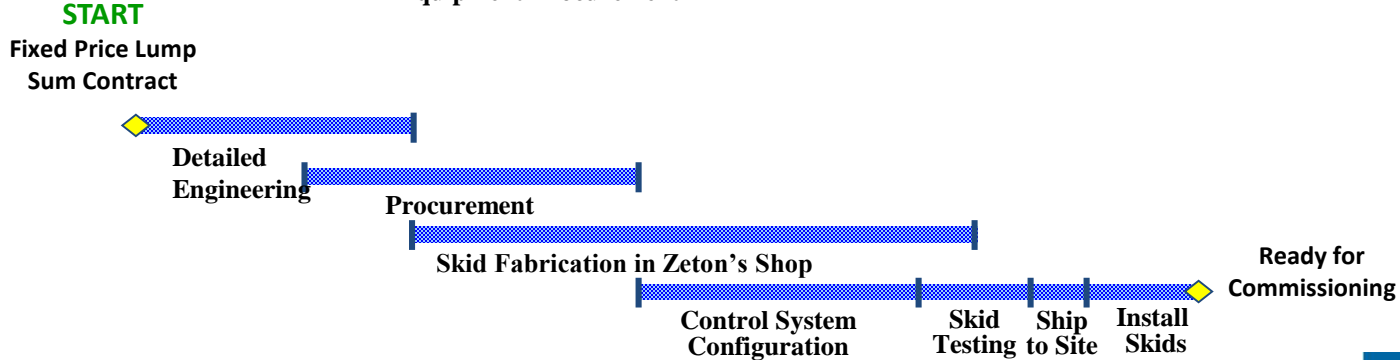 START
Fixed Price Lump
Sum Contract
Detailed
Engineering
Procurement
Skid Fabrication in Zeton's Shop
Ready for
Commissioning
Control System
Configuration
Skid
Testing
Ship
to Site
Install
Skids